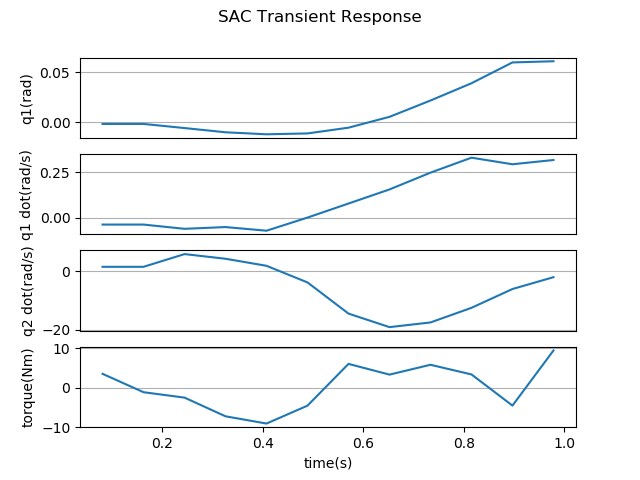 SAC Transient Response
q1(rad)
0.05
0.00
q1 dot(rad/s)
0.25
0.00
q2 dot(rad/s)
0
−20
torque(Nm)
10
0
−10
0.2 0.4 0.6 0.8 1.0
time(s)